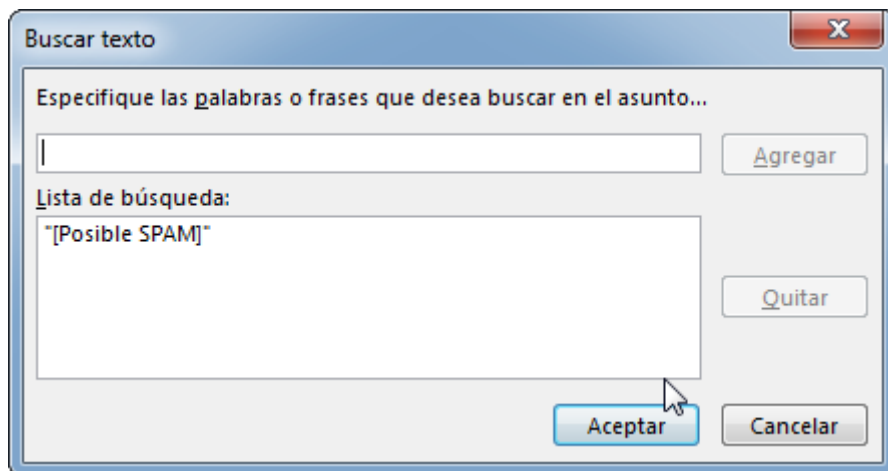 Buscar texto
Especifique las palabras o frases que desea buscar en el asunto...
Agregar
Lista de búsqueda:
"[Posible SPAM]"
Quitar
Aceptar
Cancelar